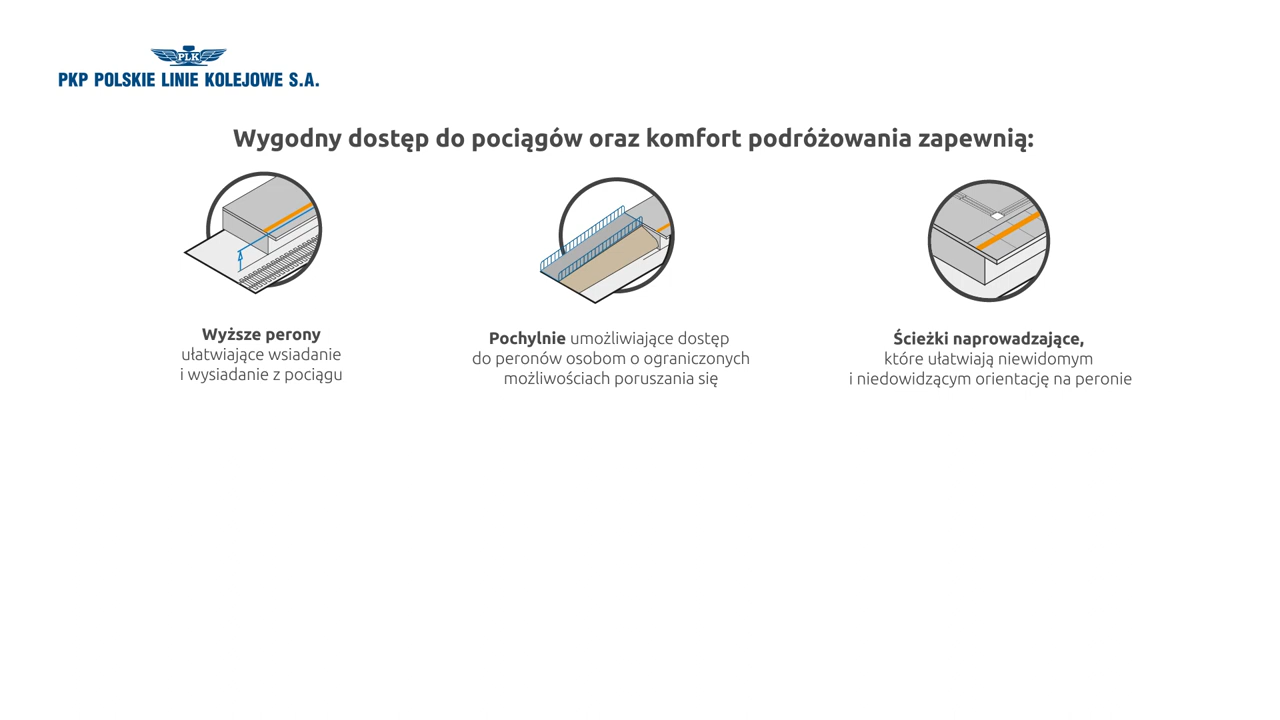 PLK
PKP POLSKIE LINIE KOLEJOWE S.A.
Wygodny dostęp do pociągów oraz komfort podróżowania zapewnią:
Wyższe perony
ułatwiające wsiadanie
i wysiadanie z pociągu
Pochylnie umożliwiające dostęp
do peronów osobom o ograniczonych
możliwościach poruszania się
Ścieżki naprowadzające,
które ułatwiają niewidomym
i niedowidzącym orientację na peronie